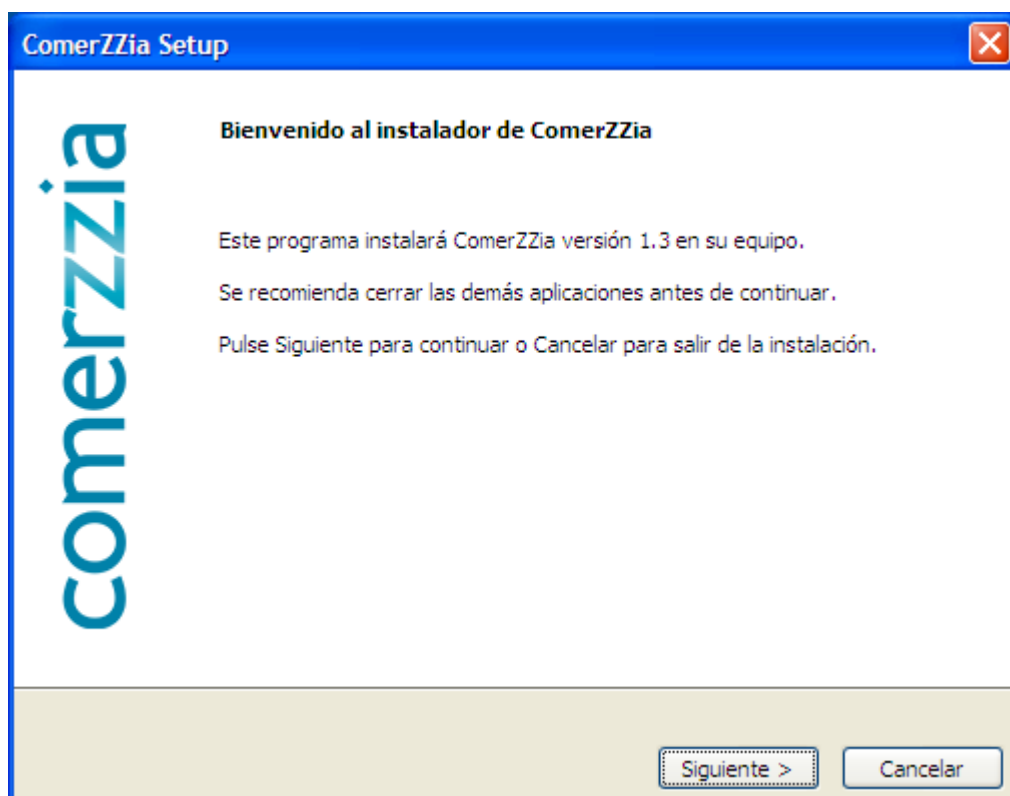 ComerZZia Setup
comerzzia
Bienvenido al instalador de ComerZZia
Este programa instalará ComerZZia versión 1.3 en su equipo.
Se recomienda cerrar las demás aplicaciones antes de continuar.
Pulse Siguiente para continuar o Cancelar para salir de la instalación.
Siguiente >
Cancelar